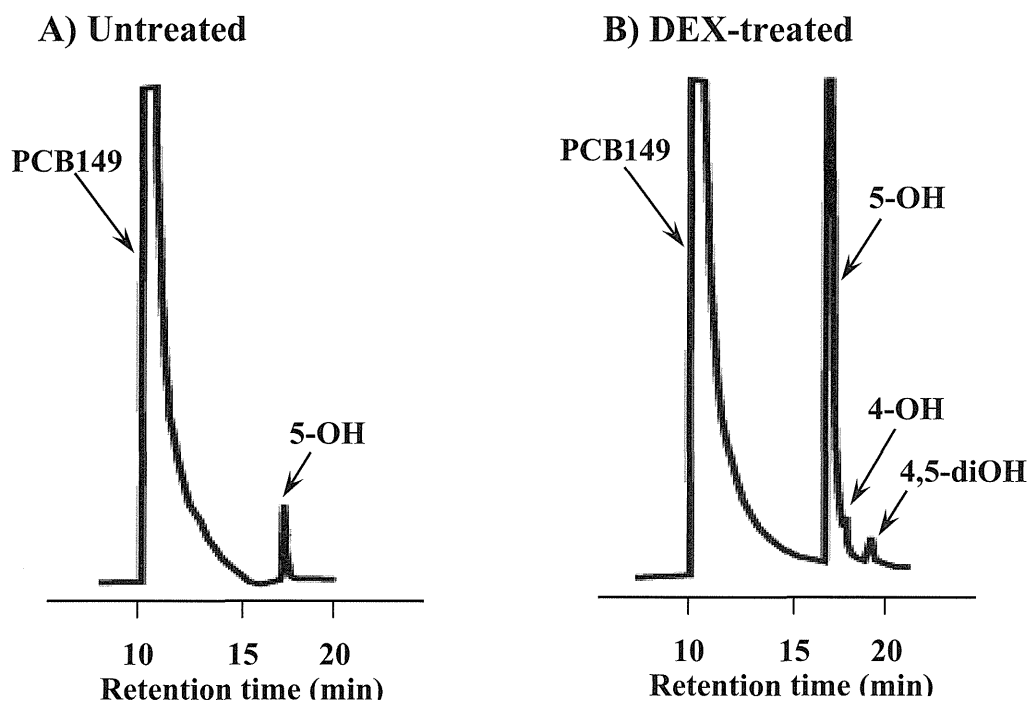 A) Untreated
PCB149
5-OH
10 15 20
Retention time (min)
B) DEX-treated
PCB149
5-OH
4-OH
4,5-diOH
10 15 20
Retention time (min)